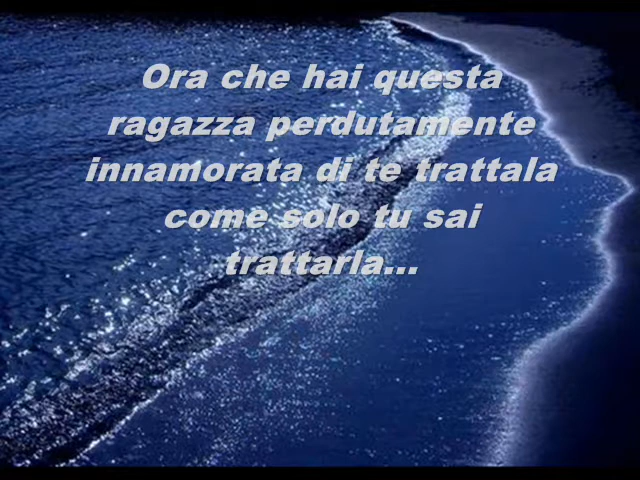 Ora che hai questa
ragazza perdutamente
innamorata di te trattala
come solo tu sai
trattarla...